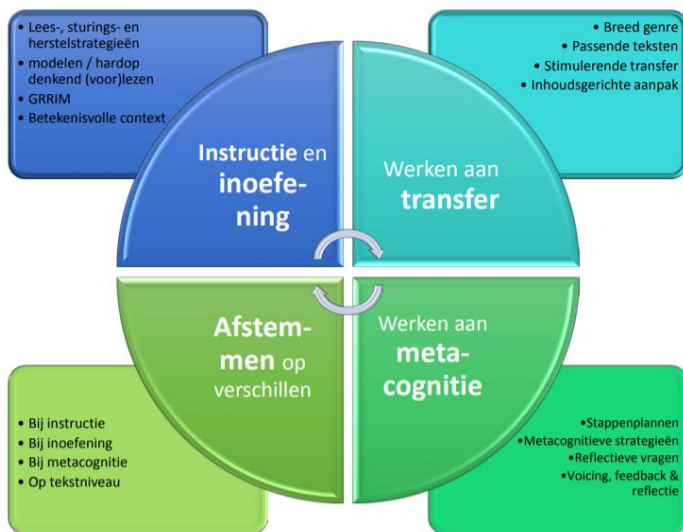 • Lees-, sturings- en
herstelstrategieën
• modelen / hardop
denkend (voor)lezen
• GRRIM
• Betekenisvolle context
• Breed genre
• Passende teksten
• Stimulerende transfer
• Inhoudsgerichte aanpak
Instructie en
inoefe-
ning
Werken aan
transfer
Afstem-
men op
verschillen
Werken aan
meta-
cognitie
• Bij instructie
• Bij inoefening
• Bij metacognitie
• Op tekstniveau
•Stappenplannen
•Metacognitieve strategieën
•Reflectieve vragen
•Voicing, feedback &
reflectie